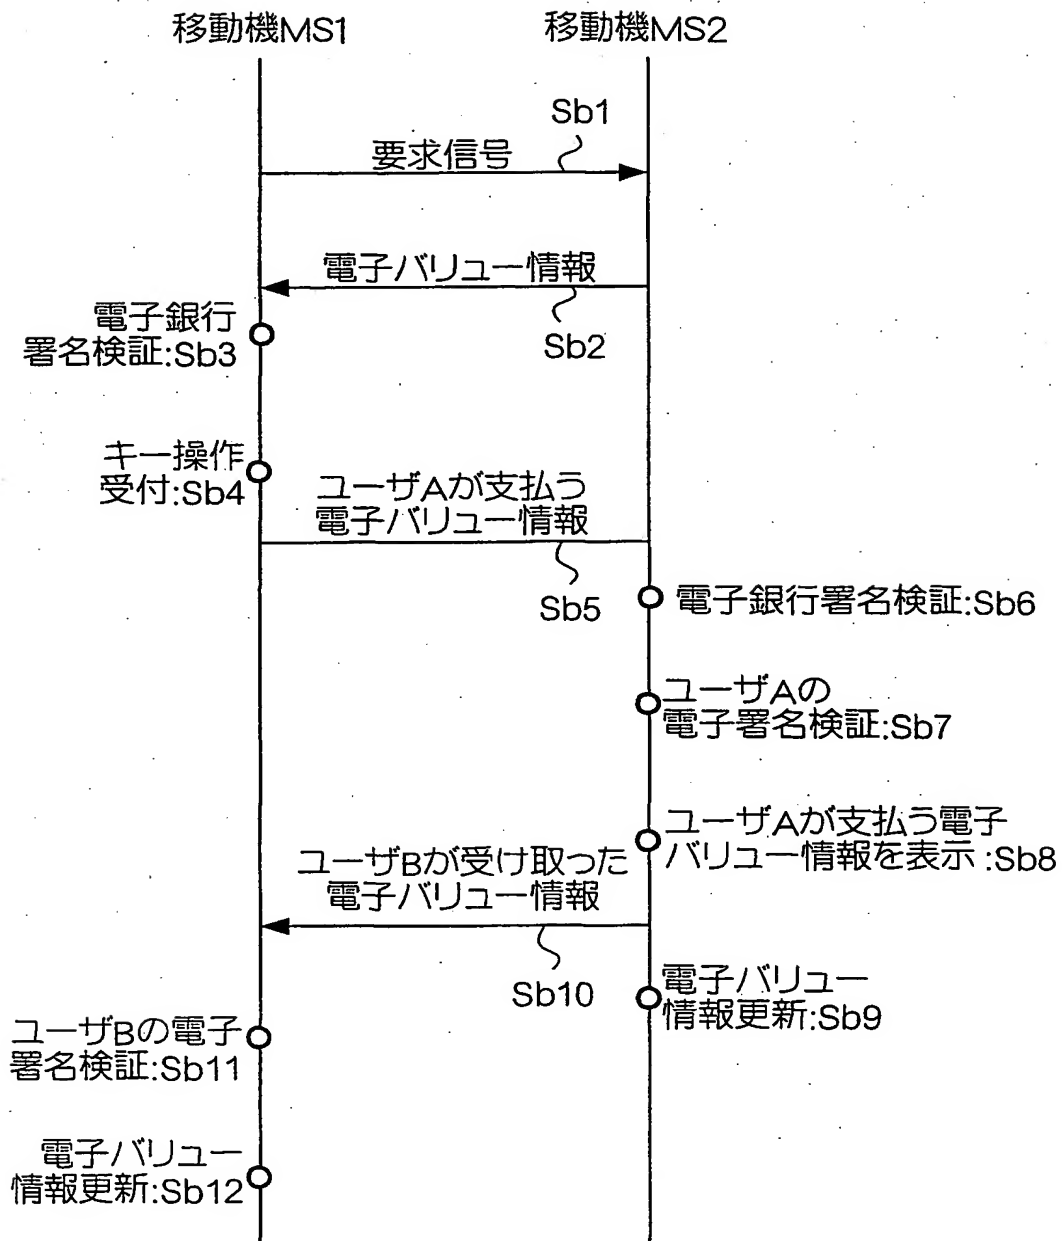 移動機MS1
移動機MS2
Sb1
要求信号
電子バリュー情報
Sb2
電子銀行
署名検証:Sb3
キー操作
受付:Sb4
ユーザAが支払う
電子バリュー情報
Sb5
電子銀行署名検証:Sb6
ユーザAの
電子署名検証:Sb7
ユーザAが支払う電子
バリュー情報を表示:Sb8
ユーザBが受け取った
電子バリュー情報
Sb10
電子バリュー
情報更新:Sb9
ユーザBの電子
署名検証:Sb11
電子バリュー
情報更新:Sb12